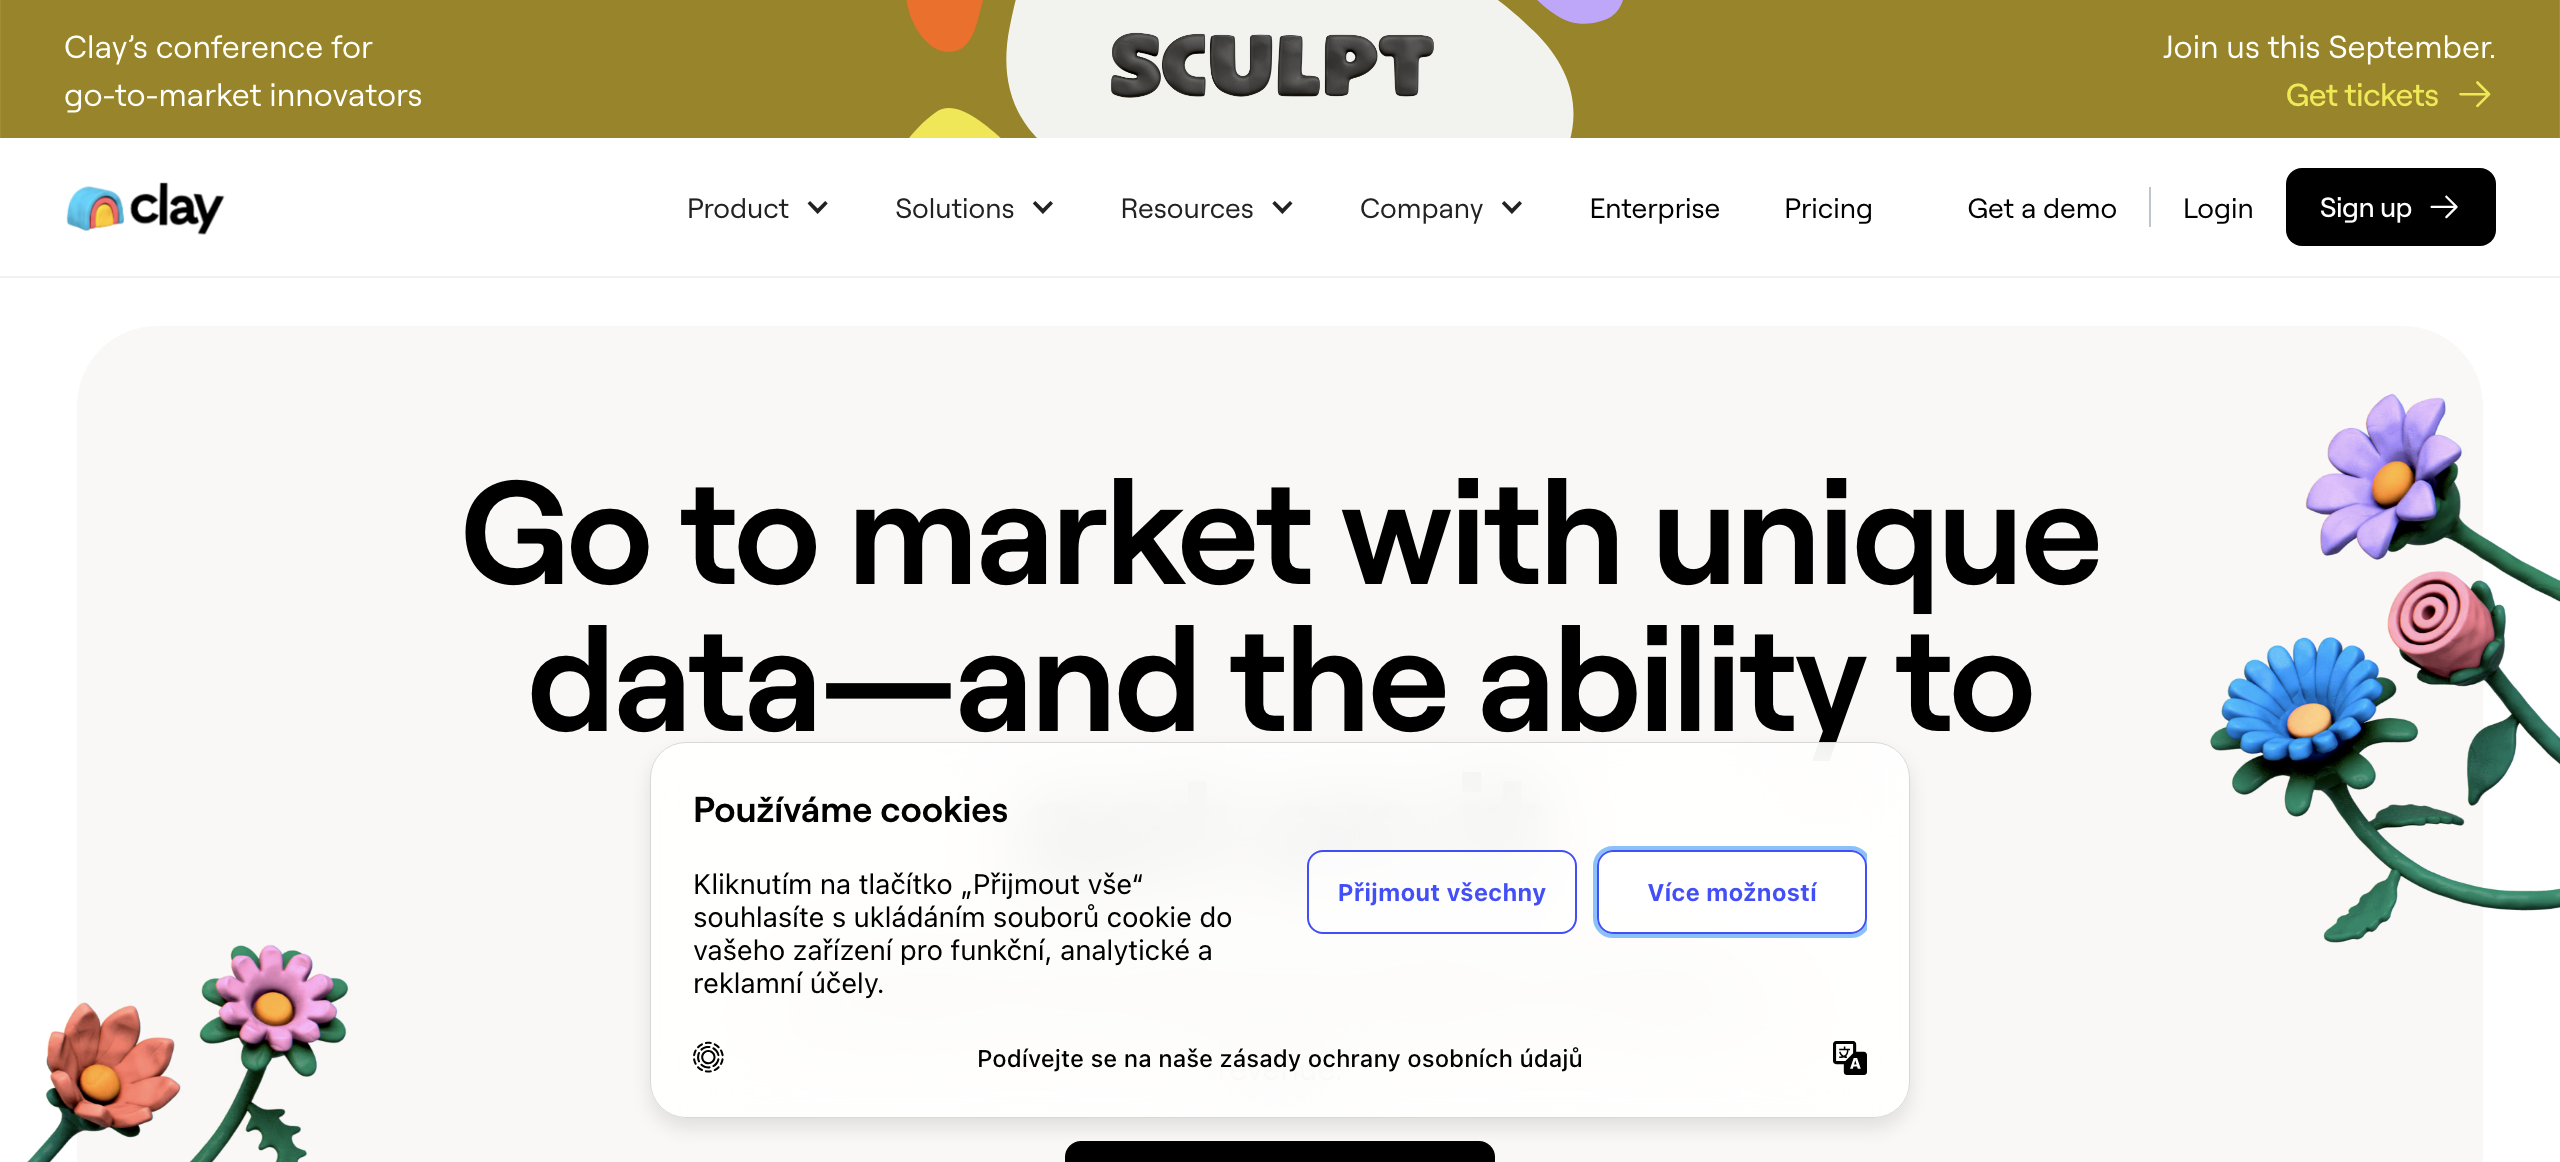 Clay’s conference for
go-to-market innovators
SCULPT
Join us this September.
Get tickets
clay
Product
Solutions
Resources
Company
Enterprise
Pricing
Get a demo
Login
Sign up
Go to market with unique
data—and the ability to
Používáme cookies
Kliknutím na tlačítko „Přijmout vše“
souhlasíte s ukládáním souborů cookie do
vašeho zařízení pro funkční, analytické a
reklamní účely.
Přijmout všechny
Více možností
Podívejte se na naše zásady ochrany osobních údajů